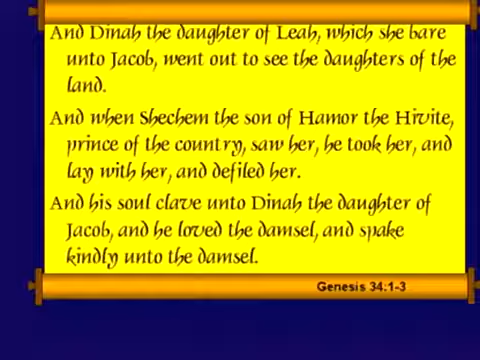 And Dinah the daughter of Leah, which she bare
unto Jacob, went out to see the daughters of the
land.
And when Shechem the son of Hamor the Hivite,
prince of the country, saw her, he took her, and
lay with her, and defiled her.
And his soul clave unto Dinah the daughter of
Jacob, and he loved the damsel, and spake
kindly unto the damsel.
Genesis 34:1-3